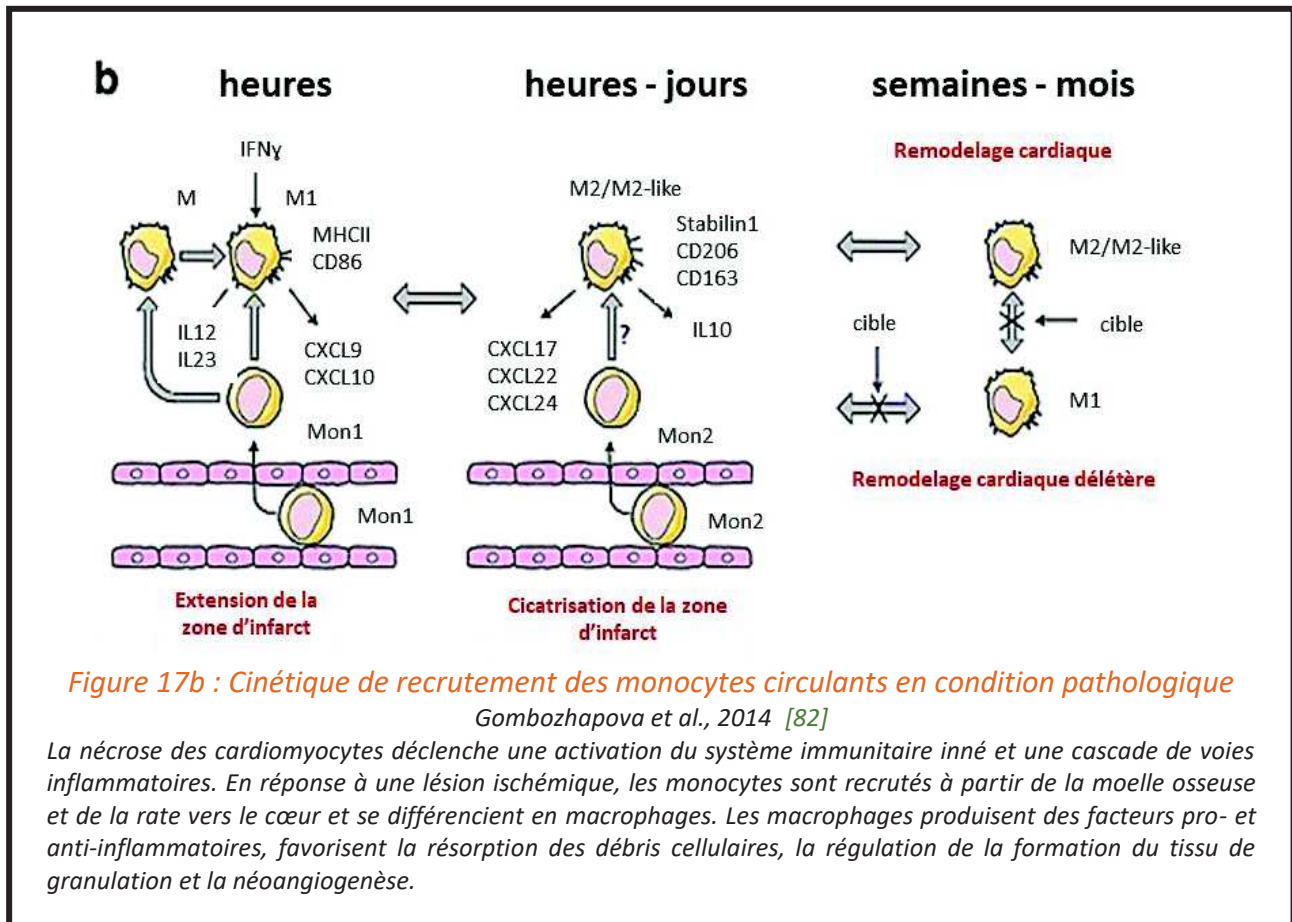 b
heures
heures - jours
semaines - mois
IFNγ
M
M1
MHCII
CD86
IL12
IL23
CXCL9
CXCL10
Mon1
Mon1
Extension de la
zone d'infarct
M2/M2-like
Stabilin1
CD206
CD163
IL10
?
CXCL17
CXCL22
CXCL24
Mon2
Mon2
Cicatrisation de la zone
d'infarct
Remodelage cardiaque
M2/M2-like
cible
cible
M1
Remodelage cardiaque délétère
Figure 17b : Cinétique de recrutement des monocytes circulants en condition pathologique
Gombozhapova et al., 2014 [82]
La nécrose des cardiomyocytes déclenche une activation du système immunitaire inné et une cascade de voies
inflammatoires. En réponse à une lésion ischémique, les monocytes sont recrutés à partir de la moelle osseuse
et de la rate vers le cœur et se différencient en macrophages. Les macrophages produisent des facteurs pro- et
anti-inflammatoires, favorisent la résorption des débris cellulaires, la régulation de la formation du tissu de
granulation et la néoangiogenèse.